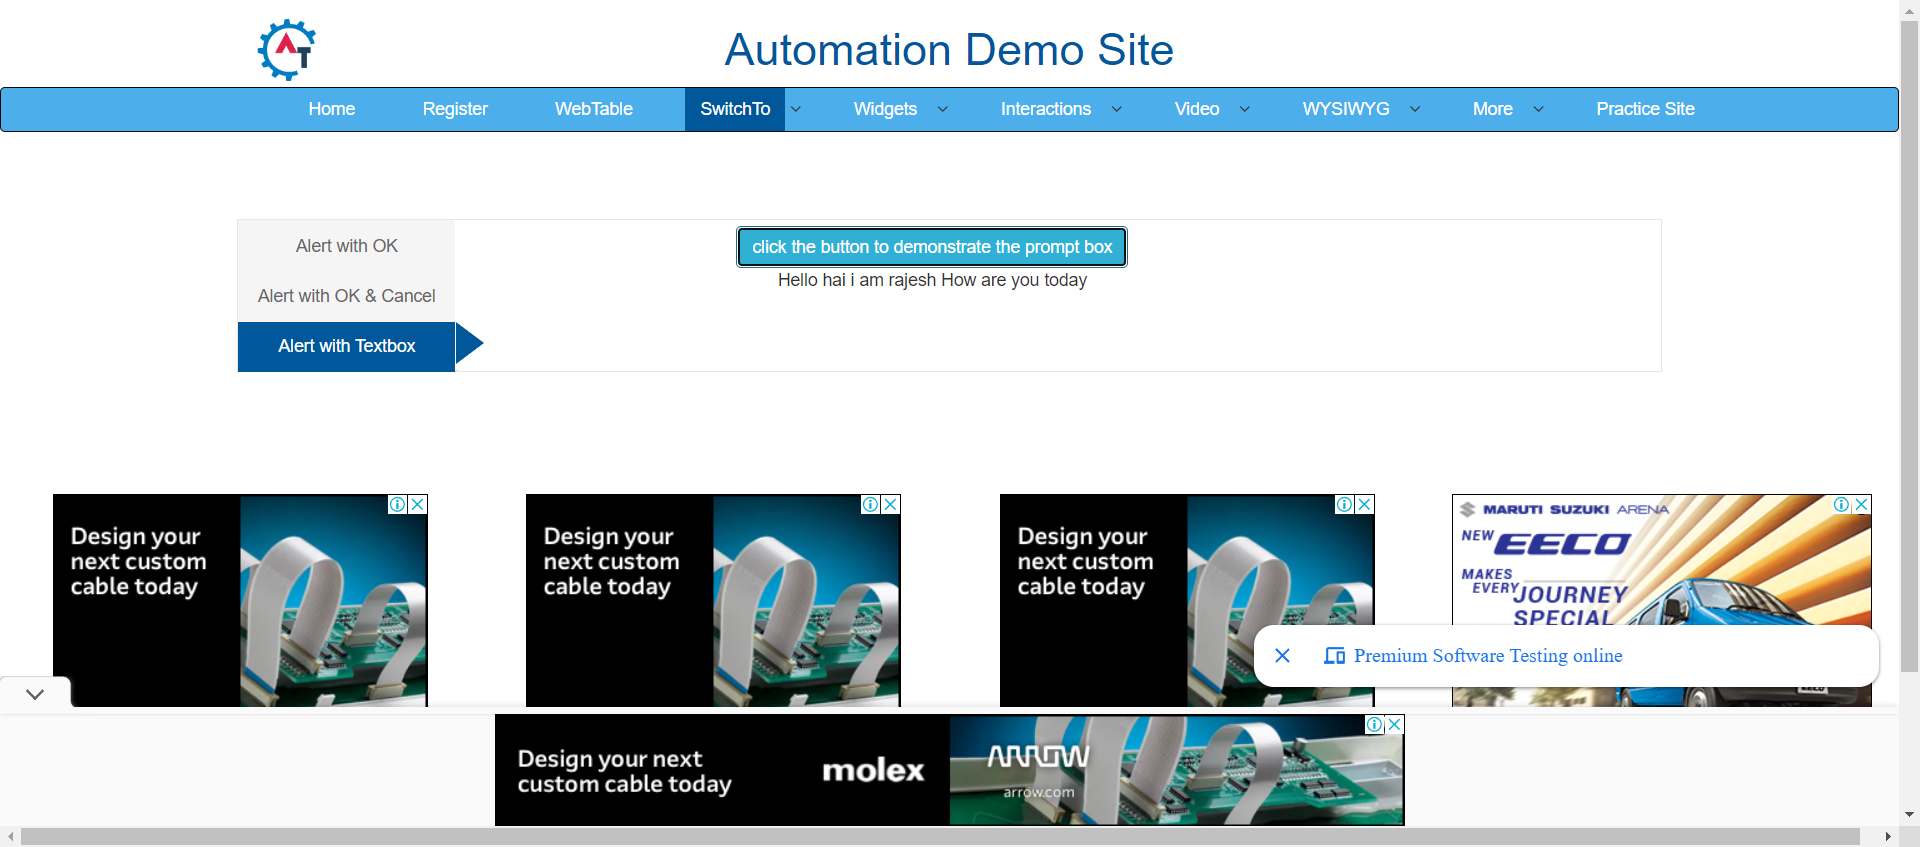 AT
Automation Demo Site
Home Register WebTable SwitchTo Widgets Interactions Video WYSIWYG More Practice Site
Alert with OK
Alert with OK & Cancel
Alert with Textbox
click the button to demonstrate the prompt box
Hello hai i am rajesh How are you today
Design your
next custom
cable today
Design your
next custom
cable today
Design your
next custom
cable today
MARUTI SUZUKI ARENA
NEW EECO
MAKES
EVERY JOURNEY
SPECIAL
EECO
Premium Software Testing online
Design your next
custom cable today
molex
ARROW
arrow.com